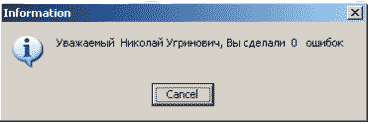 Information
Уважаемый Николай Угринович, Вы сделали 0 ошибок
Cancel